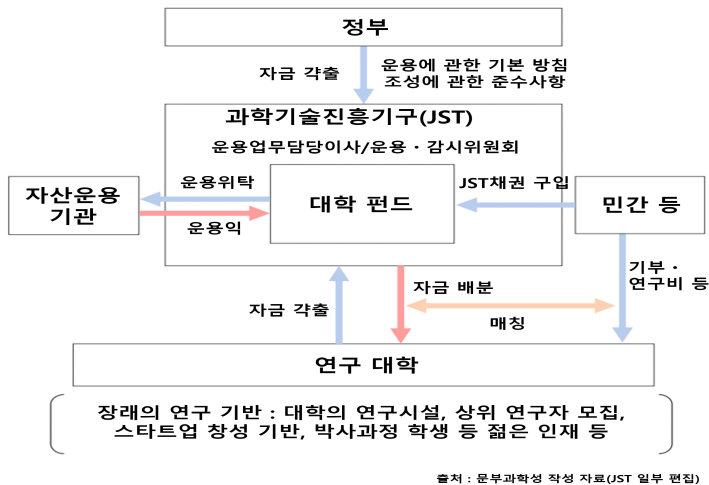 정부
자금 갹출
운용에 관한 기본 방침
조성에 관한 준수사항
과학기술진흥기구(JST)
운용업무담당이사/운용・감시위원회
자산운용
기관
운용위탁
운용익
대학 펀드
JST채권 구입
민간 등
자금 갹출
자금 배분
매칭
기부・
연구비 등
연구 대학
장래의 연구 기반 : 대학의 연구시설, 상위 연구자 모집,
스타트업 창성 기반, 박사과정 학생 등 젊은 인재 등
출처 : 문부과학성 작성 자료(JST 일부 편집)